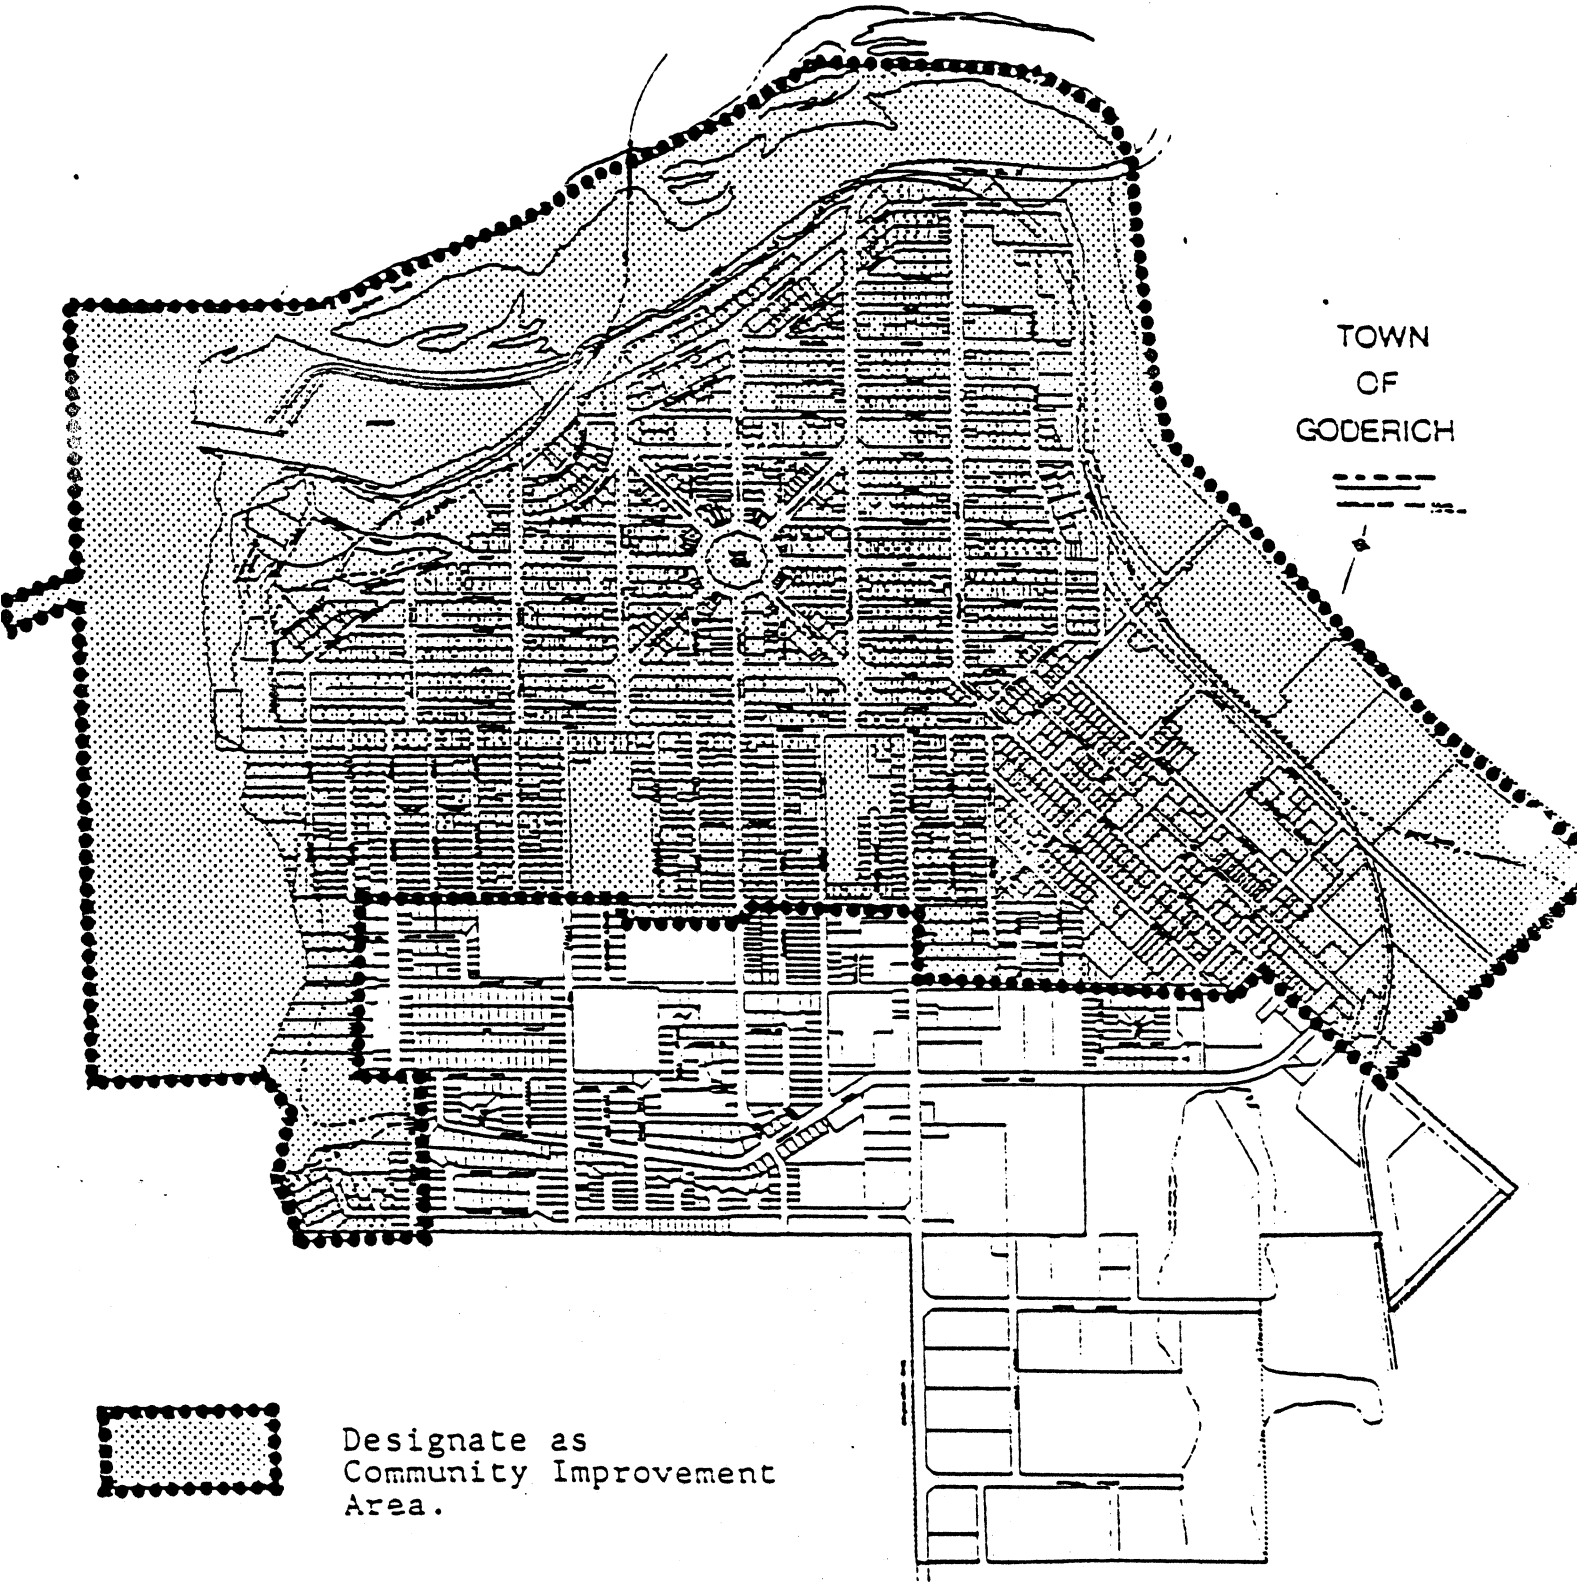 TOWN
OF
GODERICH
Designate as
Community Improvement
Area.